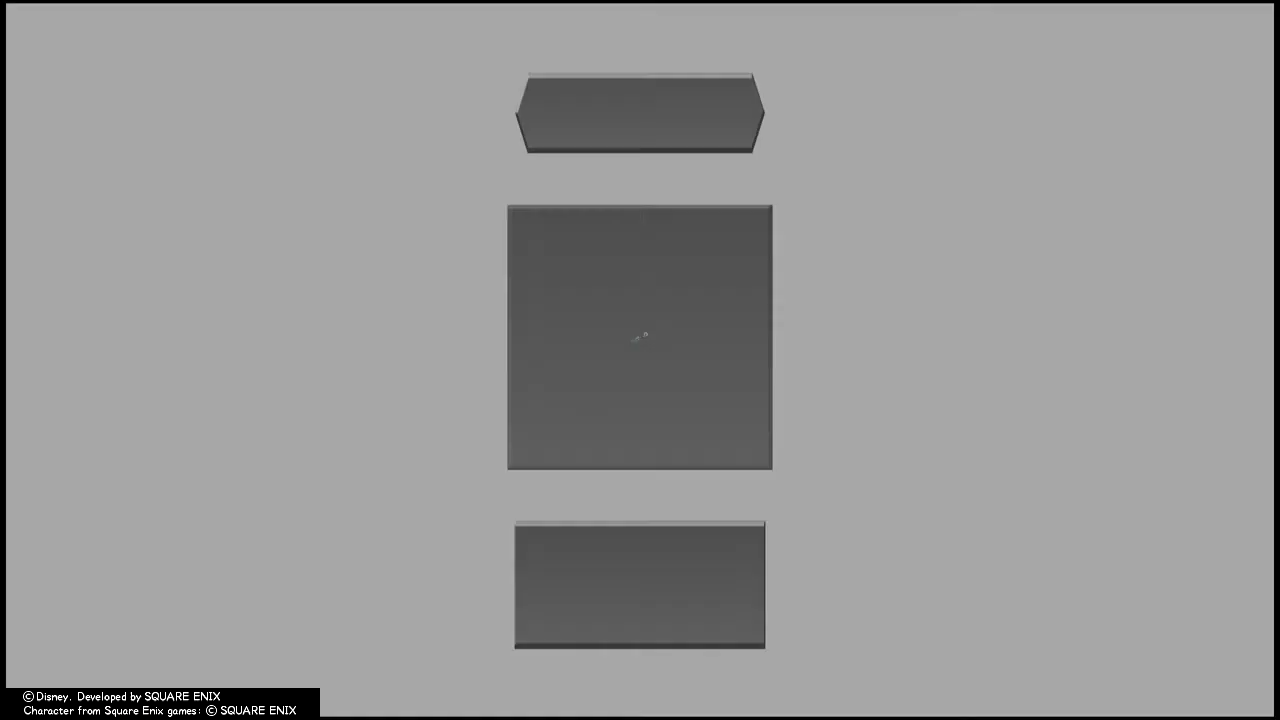 ©Disney. Developed by SQUARE ENIX
Character from Square Enix games: © SQUARE ENIX